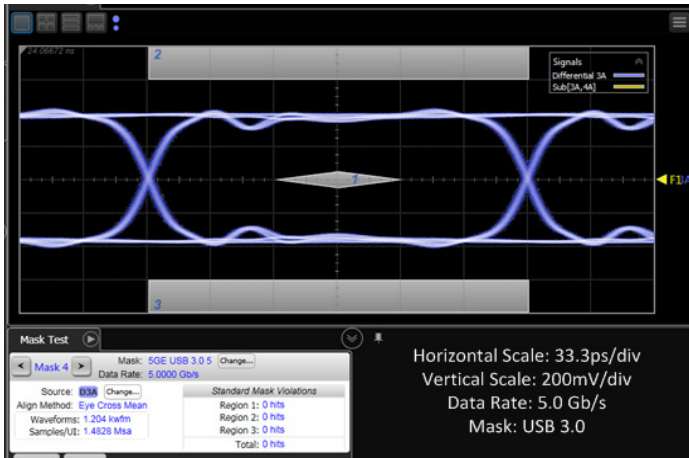 24.06672 ns
2
Signals
Differential 3A
Sub[3A,4A]
1
F1
3
Mask Test
Mask 4
Mask: 5GE USB 3.0 5 Change...
Data Rate: 5.0000 Gb/s
Source: D3A Change...
Align Method: Eye Cross Mean
Waveforms: 1.204 kwfm
Samples/UI: 1.4828 Msa
Standard Mask Violations
Region 1: 0 hits
Region 2: 0 hits
Region 3: 0 hits
Total: 0 hits
Horizontal Scale: 33.3ps/div
Vertical Scale: 200mV/div
Data Rate: 5.0 Gb/s
Mask: USB 3.0